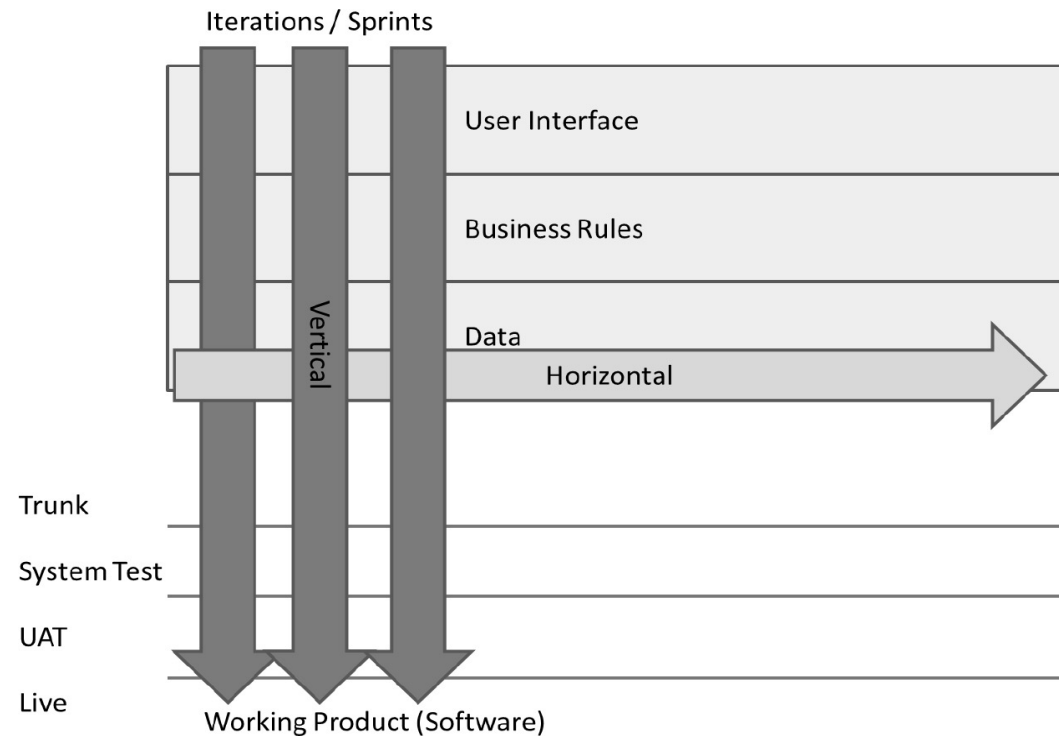 Iterations / Sprints
User Interface
Business Rules
Vertical
Data
Horizontal
Trunk
System Test
UAT
Live
Working Product (Software)